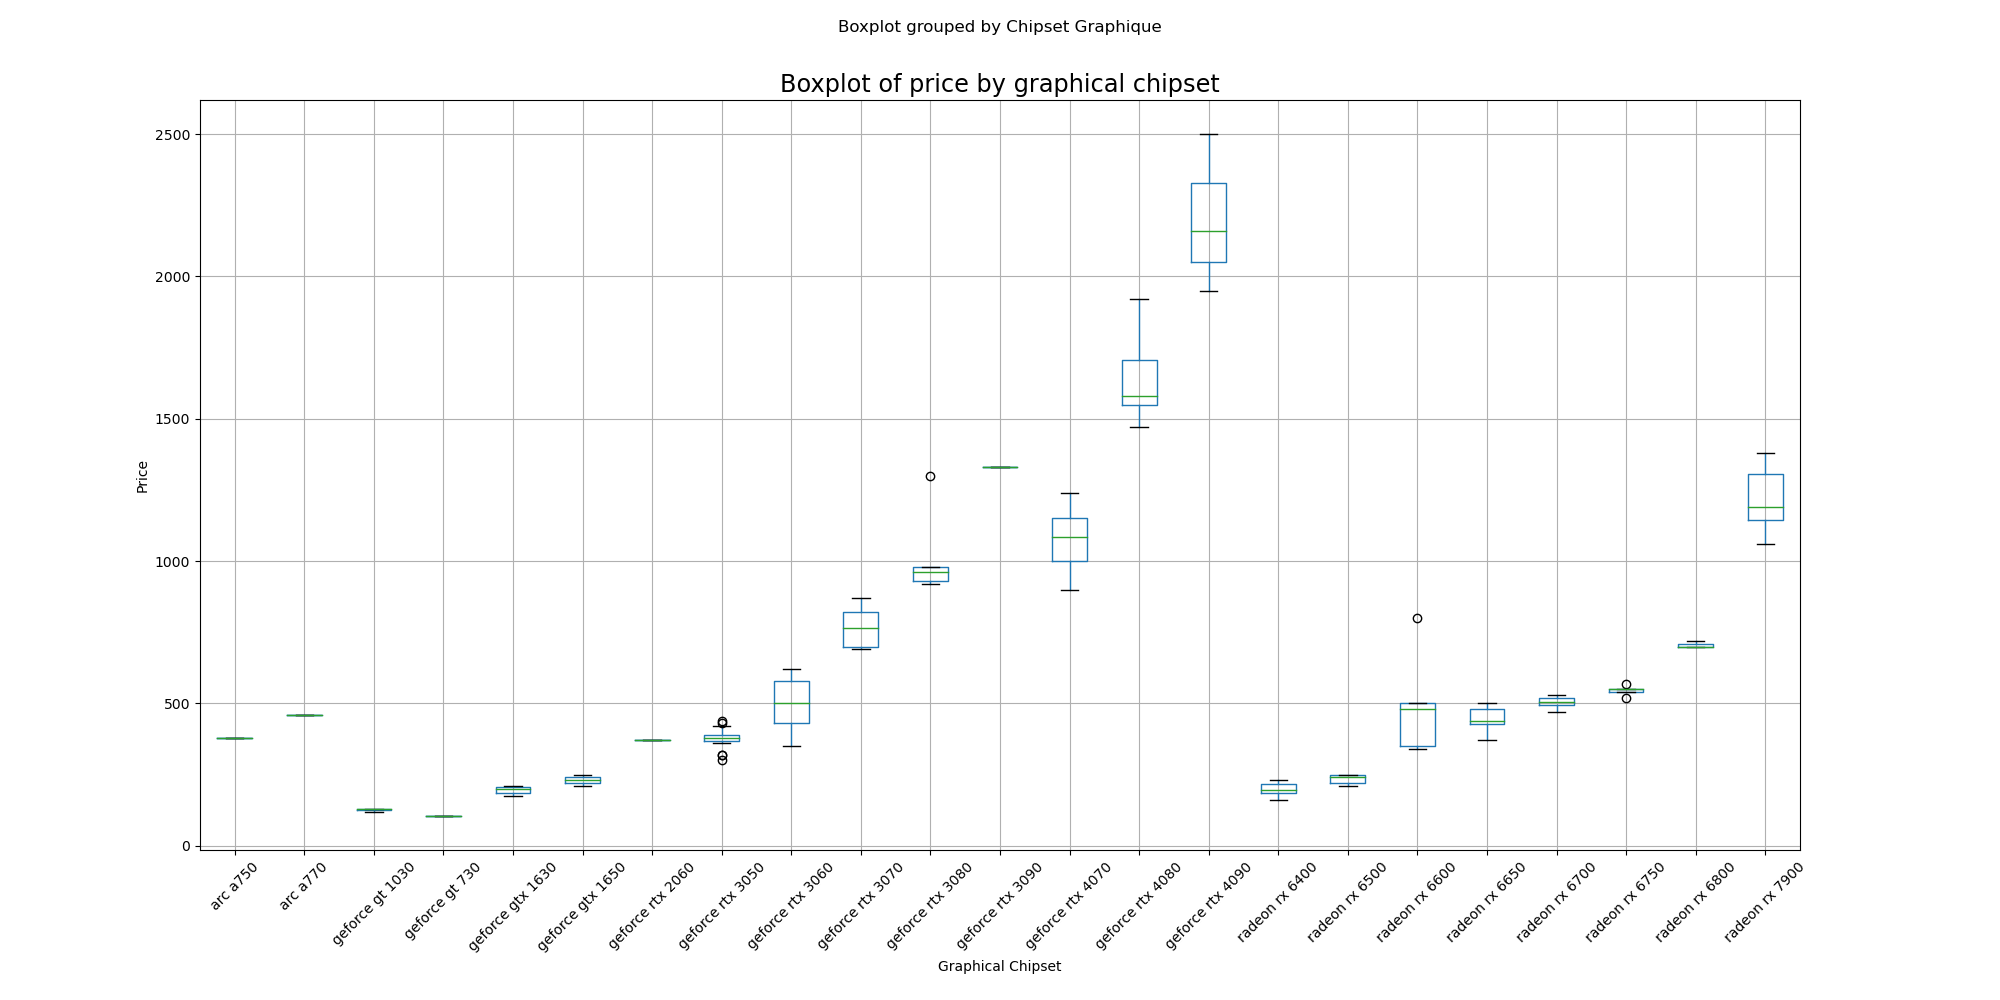 Boxplot grouped by Chipset Graphique
Boxplot of price by graphical chipset
2500
2000
1500
1000
500
0
Price
arc a750
arc a770
geforce gt 1030
geforce gt 730
geforce gtx 1630
geforce gtx 1650
geforce rtx 2060
geforce rtx 3050
geforce rtx 3060
geforce rtx 3070
geforce rtx 3080
geforce rtx 3090
geforce rtx 4070
geforce rtx 4080
geforce rtx 4090
radeon rx 6400
radeon rx 6500
radeon rx 6600
radeon rx 6650
radeon rx 6700
radeon rx 6750
radeon rx 6800
radeon rx 7900
Graphical Chipset